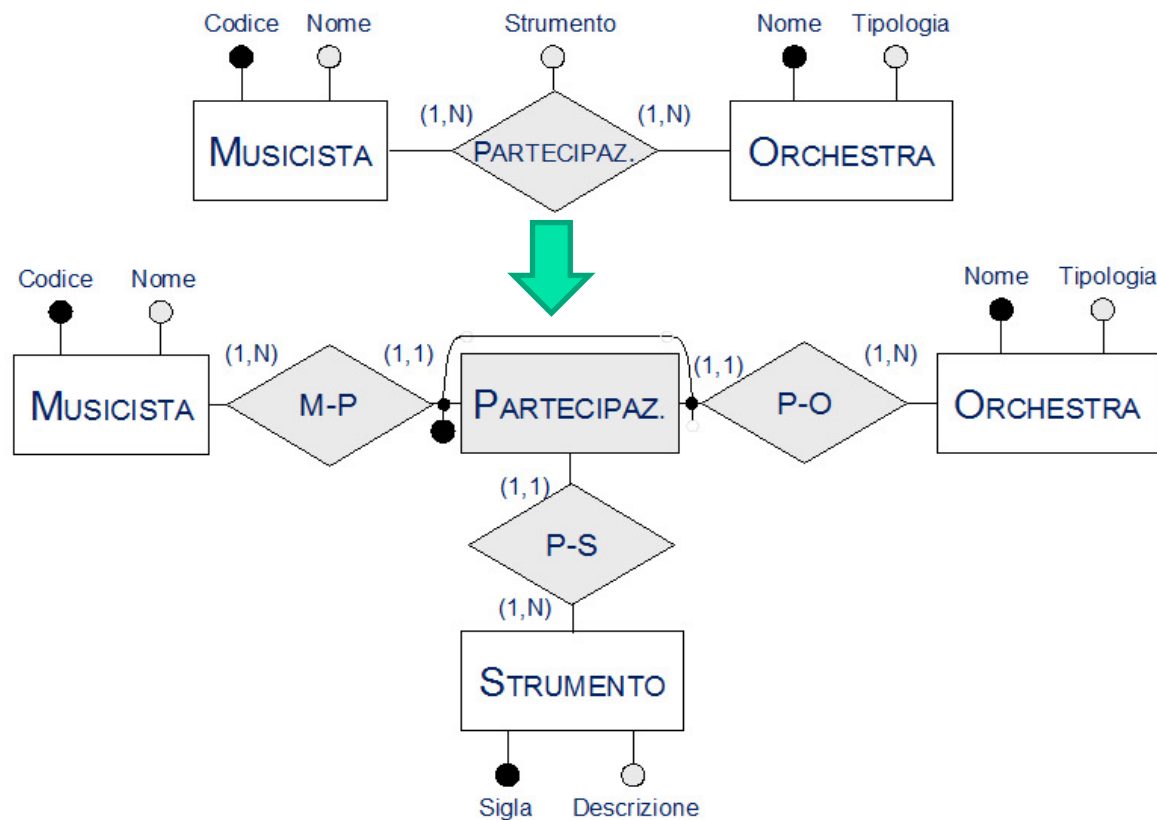 Codice Nome Strumento Nome Tipologia
(1,N) (1,N)
MUSICISTA PARTECIPAZ. ORCHESTRA
Codice Nome Nome Tipologia
(1,N) (1,1) (1,1) (1,N)
MUSICISTA M-P PARTECIPAZ. P-O ORCHESTRA
(1,1)
P-S
(1,N)
STRUMENTO
Sigla Descrizione